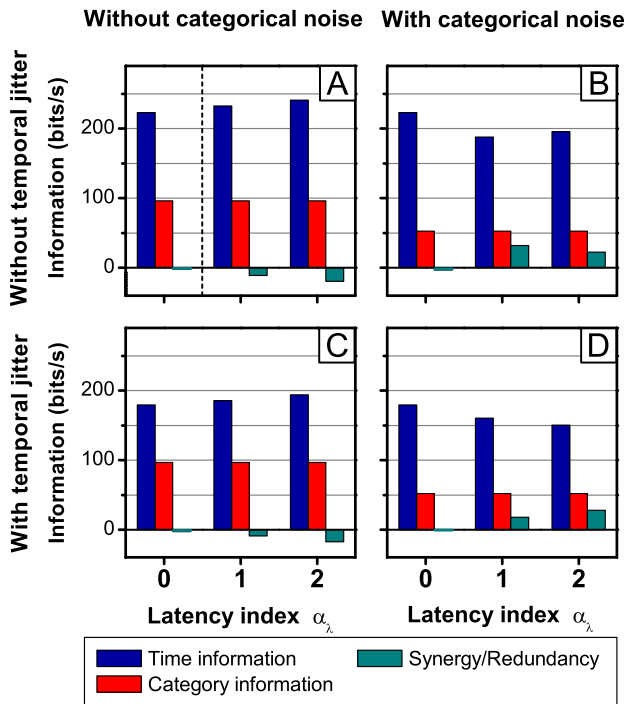 Without categorical noise
With categorical noise
Without temporal jitter
Information (bits/s)
200
100
0
A
B
With temporal jitter
Information (bits/s)
200
100
0
C
D
0 1 2
0 1 2
Latency index αλ
Latency index αλ
Time information
Synergy/Redundancy
Category information